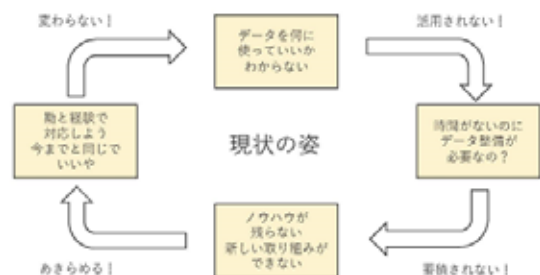 変わらない！
活用されない！
データを何に
使っていいか
わからない
勘と経験で
対応しよう
今までと同じで
いいや
現状の姿
時間がないのに
データ整備が
必要なの？
ノウハウが
残らない
新しい取り組みが
できない
あきらめる！
蓄積されない！